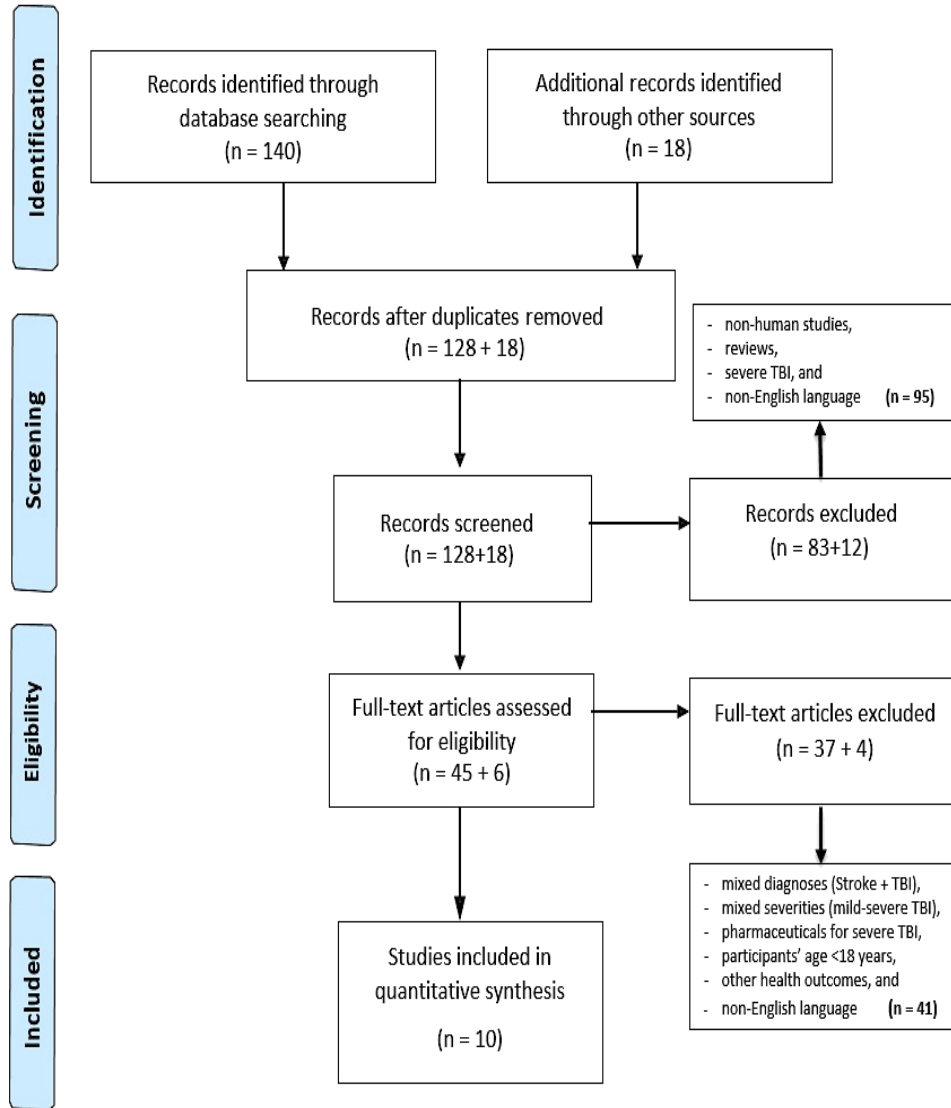 Identification
Records identified through
database searching
(n = 140)
Additional records identified
through other sources
(n = 18)
Records after duplicates removed
(n = 128 + 18)
Screening
- non-human studies,
- reviews,
- severe TBI, and
- non-English language (n = 95)
Records screened
(n = 128+18)
Records excluded
(n = 83+12)
Eligibility
Full-text articles assessed
for eligibility
(n = 45 + 6)
Full-text articles excluded
(n = 37 + 4)
Included
Studies included in
quantitative synthesis
(n = 10)
- mixed diagnoses (Stroke + TBI),
- mixed severities (mild-severe TBI),
- pharmaceuticals for severe TBI,
- participants' age <18 years,
- other health outcomes, and
- non-English language (n = 41)